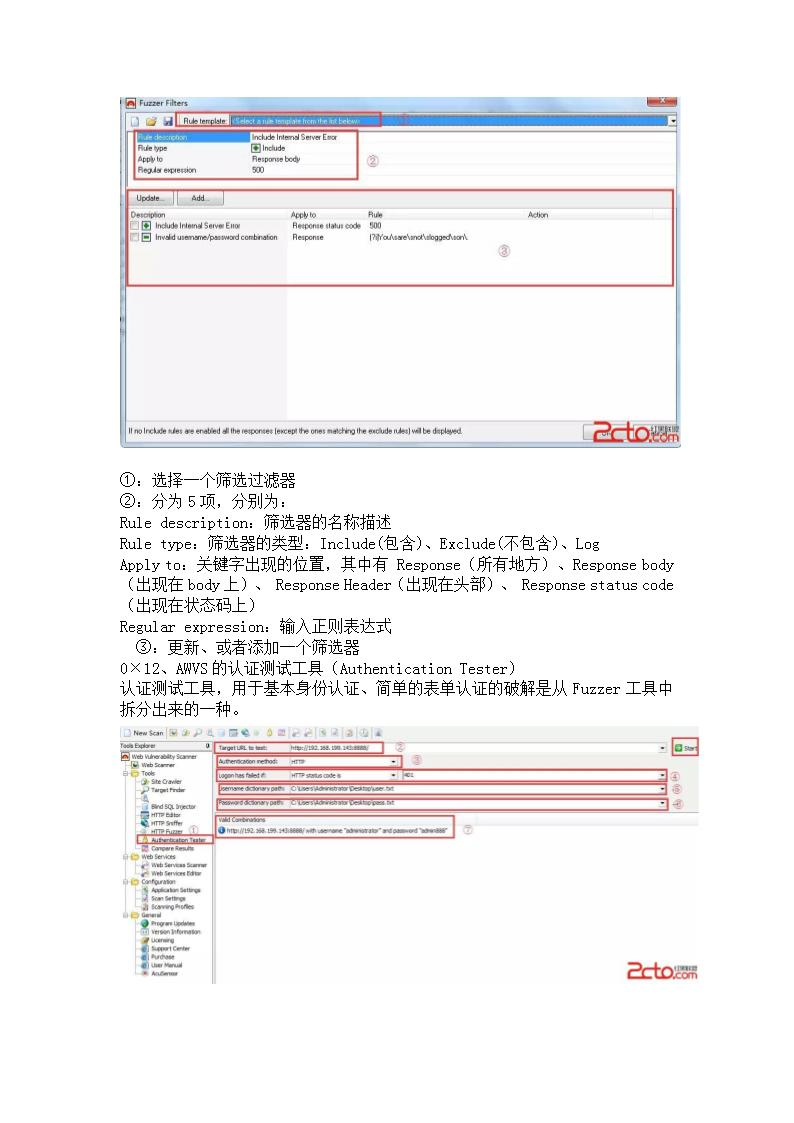 Fuzzer Filters
Rule template: (Select a rule template from the list below) ①
Rule description Include Internal Server Error
Rule type Include
Apply to Response body ②
Regular expression 500
Update... Add...
Description Apply to Rule Action
Include Internal Server Error Response status code 500
Invalid username/password combination Response (?i)You\sare\snot\slogged\son\.
③
If no Include rules are enabled all the responses (except the ones matching the exclude rules) will be displayed.
2cto.com
①：选择一个筛选过滤器
②：分为 5 项，分别为：
Rule description：筛选器的名称描述
Rule type：筛选器的类型：Include(包含)、Exclude(不包含)、Log
Apply to：关键字出现的位置，其中有 Response（所有地方）、Response body
（出现在 body 上）、 Response Header（出现在头部）、 Response status code
（出现在状态码上）
Regular expression：输入正则表达式
③：更新、或者添加一个筛选器
0×12、AWVS 的认证测试工具（Authentication Tester）
认证测试工具，用于基本身份认证、简单的表单认证的破解是从 Fuzzer 工具中
拆分出来的一种。
New Scan
Tools Explorer
Web Vulnerability Scanner
Web Scanner
Tools
Site Crawler
Target Finder
Blind SQL Injector
HTTP Editor
HTTP Sniffer
HTTP Fuzzer ①
Authentication Tester
Compare Results
Web Services
Web Services Scanner
Web Services Editor
Configuration
Application Settings
Scan Settings
Scanning Profiles
General
Program Updates
Version Information
Licensing
Support Center
Purchase
User Manual
AcuSensor
Target URL to test: http://192.168.199.143:8888/ ② Start
Authentication method: HTTP ③
Logon has failed if: HTTP status code is 401 ④
Username dictionary path: C:\Users\Administrator\Desktop\user.txt ⑤
Password dictionary path: C:\Users\Administrator\Desktop\pass.txt ⑥
Valid Combinations
http://192.168.199.143:8888/ with username "administrator" and password "admin888" ⑦
2cto.com